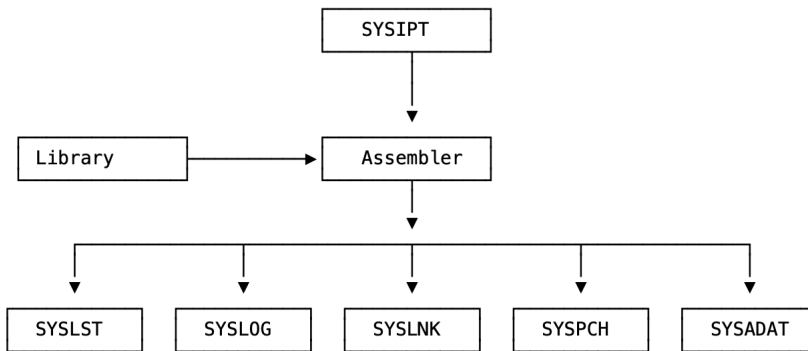 SYSIPT
Library Assembler
SYSLST SYSLOG SYSLNK SYSPCH SYSADAT